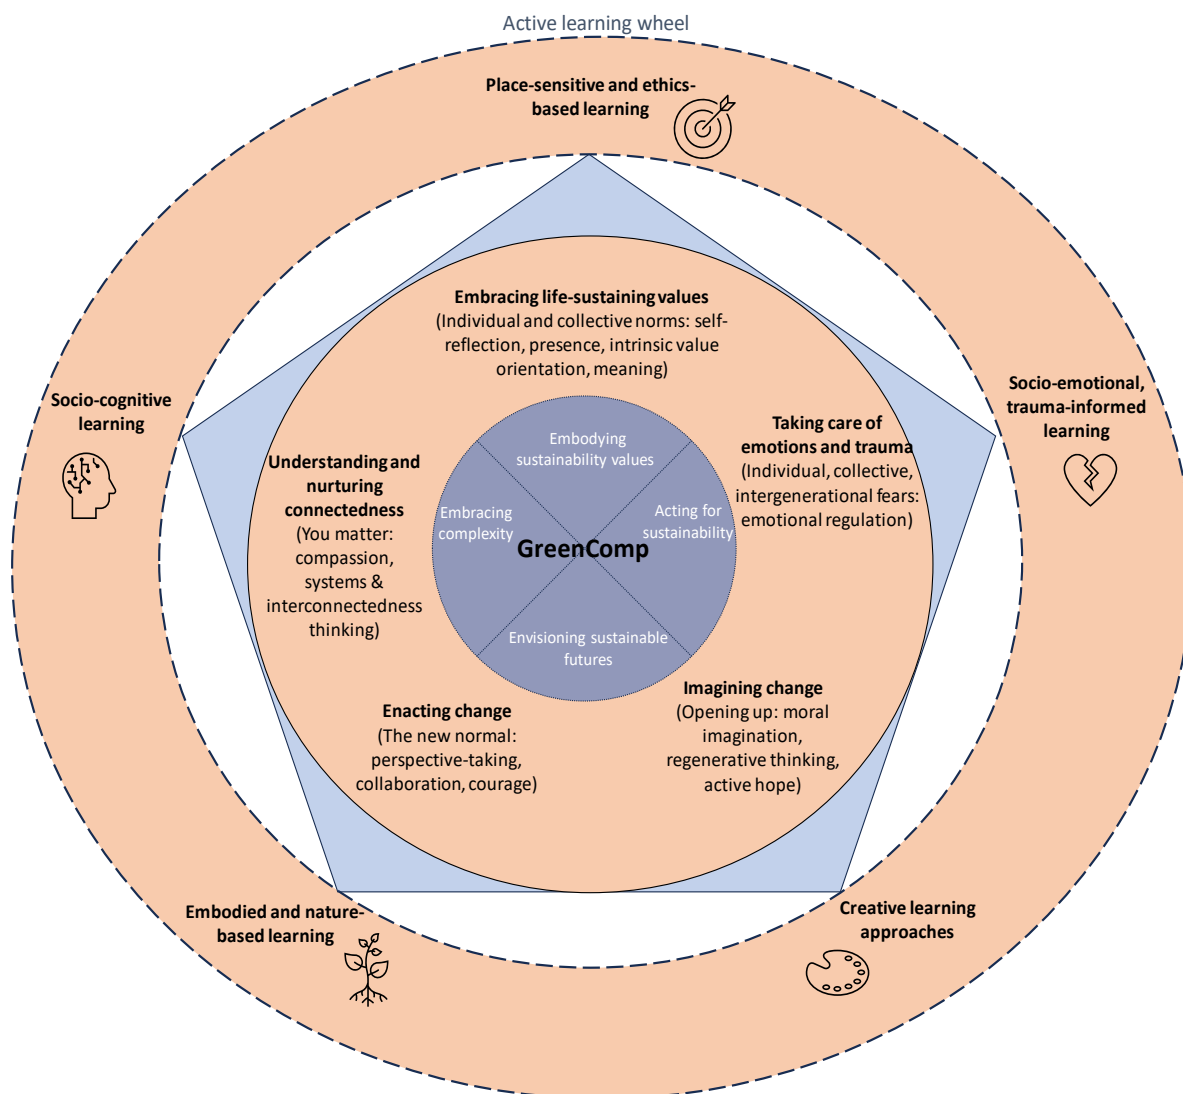 Active learning wheel
Place-sensitive and ethics-
based learning
Embracing life-sustaining values
(Individual and collective norms: self-
reflection, presence, intrinsic value
orientation, meaning)
Socio-cognitive
learning
Socio-emotional,
trauma-informed
learning
Taking care of
emotions and trauma
(Individual, collective,
intergenerational fears:
emotional regulation)
Understanding and
nurturing
connectedness
(You matter:
compassion,
systems &
interconnectedness
thinking)
Embodying
sustainability values
Embracing
complexity
Acting for
sustainability
GreenComp
Envisioning sustainable
futures
Enacting change
(The new normal:
perspective-taking,
collaboration, courage)
Imagining change
(Opening up: moral
imagination,
regenerative thinking,
active hope)
Embodied and nature-
based learning
Creative learning
approaches